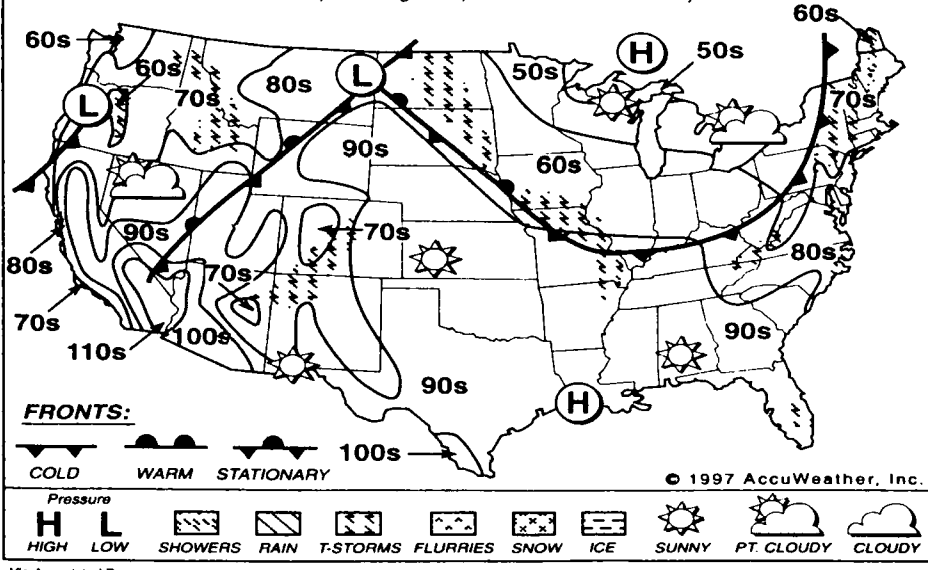 60s
60s
H
50s
60s
80s
50s
L
70s
L
70s
90s
60s
90s
70s
80s
80s
70s
70s
90s
110s
100s
90s
H
FRONTS:
COLD
WARM
STATIONARY
100s
© 1997 AccuWeather, Inc.
Pressure
H
L
HIGH
LOW
SHOWERS
RAIN
T-STORMS
FLURRIES
SNOW
ICE
SUNNY
PT. CLOUDY
CLOUDY